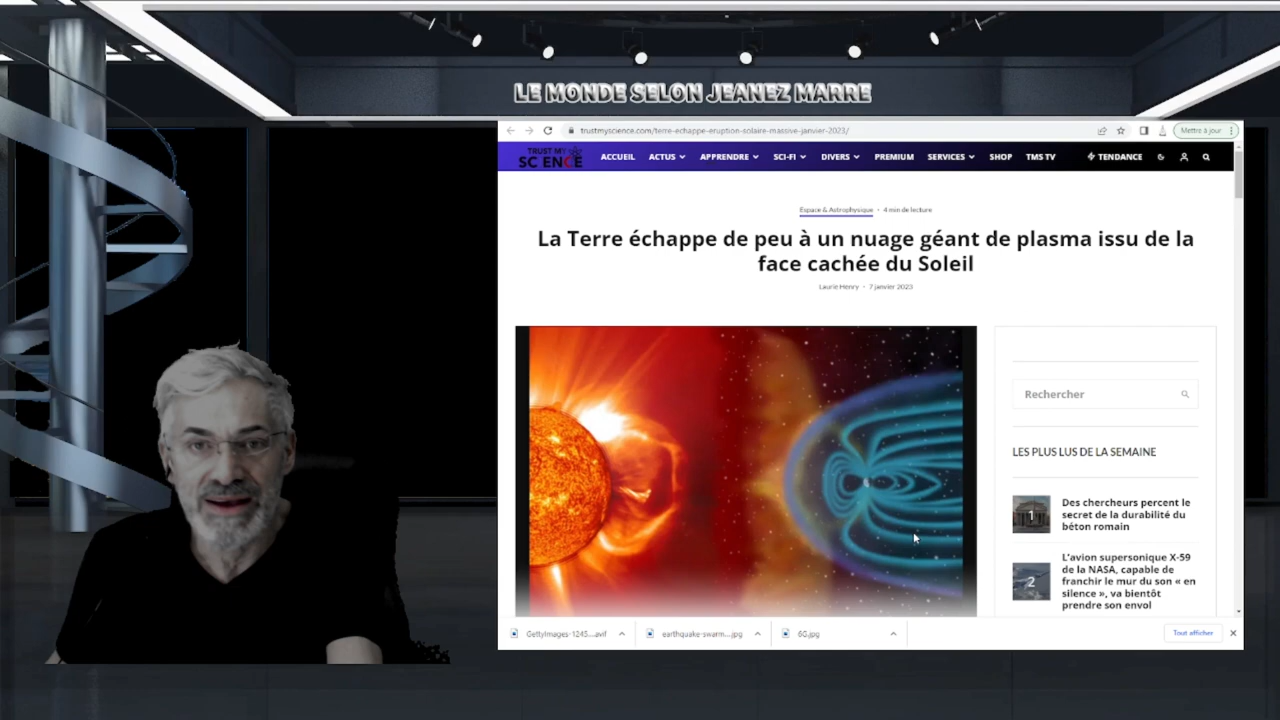 LE MONDE SELON JEANEZ MARRE
trustmyscience.com/terre-echappe-eruption-solaire-massive-janvier-2023/
Mettre à jour
TRUST MY
SCIENCE
ACCUEIL ACTUS APPRENDRE SCI-FI DIVERS PREMIUM SERVICES SHOP TMS TV TENDANCE
Espace & Astrophysique • 4 min de lecture
La Terre échappe de peu à un nuage géant de plasma issu de la
face cachée du Soleil
Laurie Henry • 7 janvier 2023
Rechercher
LES PLUS LUS DE LA SEMAINE
1
Des chercheurs percent le
secret de la durabilité du
béton romain
2
L'avion supersonique X-59
de la NASA, capable de
franchir le mur du son « en
silence », va bientôt
prendre son envol
GettyImages-1245....avif
earthquake-swarm....jpg
6G.jpg
Tout afficher